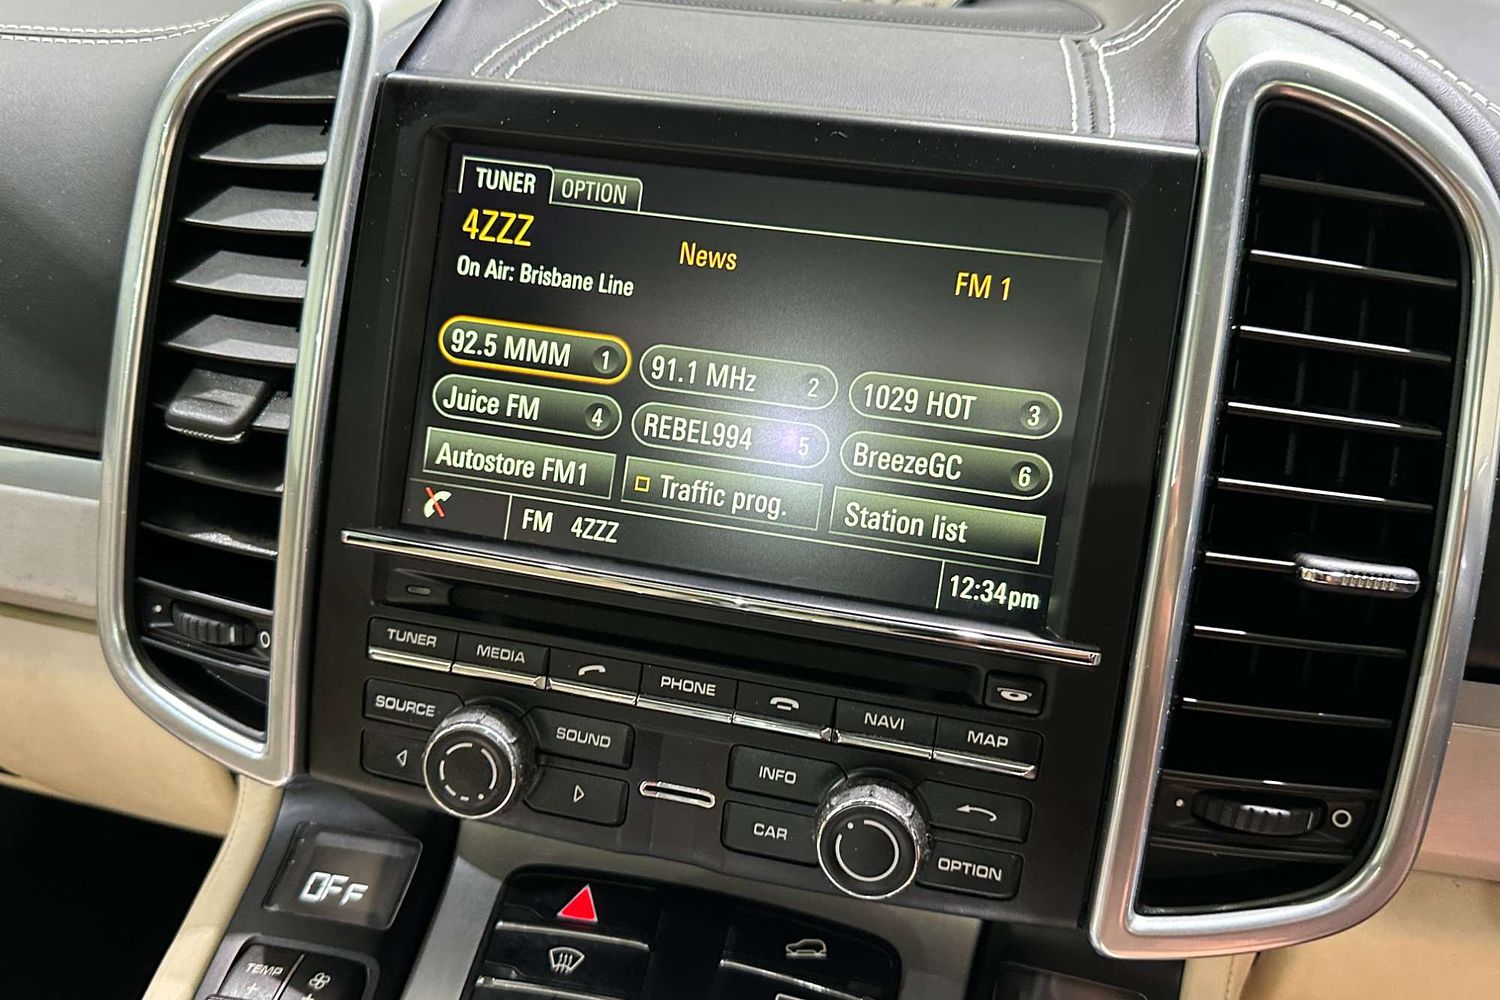 TUNER OPTION
4ZZZ
News
FM 1
On Air: Brisbane Line
92.5 MMM 1
91.1 MHz 2
1029 HOT 3
Juice FM 4
REBEL994 5
BreezeGC 6
Autostore FM1
Traffic prog.
Station list
FM 4ZZZ
12:34pm
TUNER MEDIA PHONE NAVI MAP
SOURCE SOUND
INFO
CAR
OPTION
OFF
TEMP